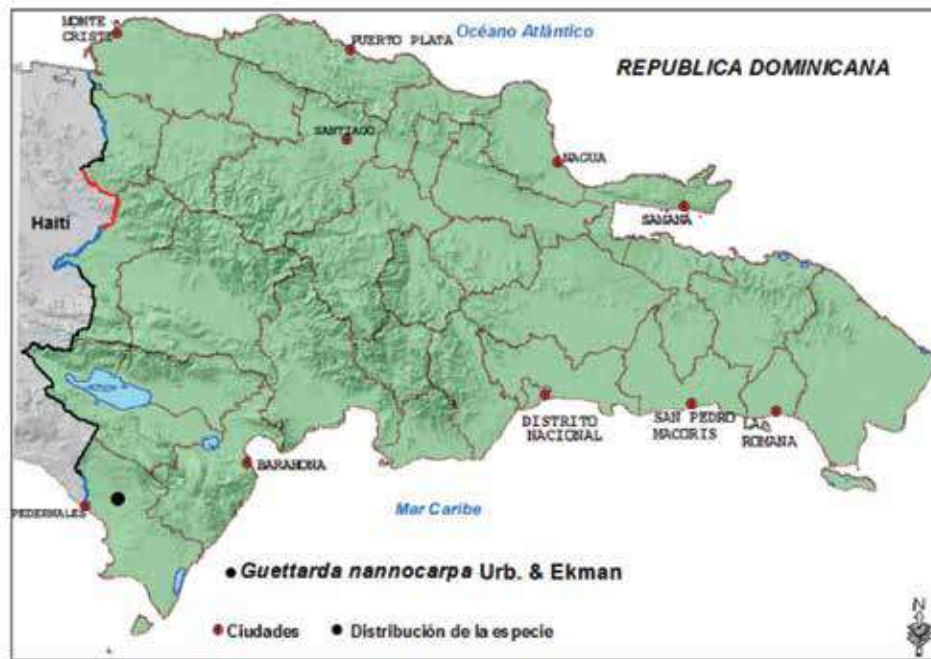 MONTE
CRISTI
Océano Atlántico
PUERTO PLATA
REPUBLICA DOMINICANA
SANTIAGO
NAGUA
SAMANA
Haití
DISTRITO
NACIONAL
SAN PEDRO
MACORIS
LA
ROMANA
BARAHONA
PEDERNALES
Mar Caribe
Guettarda nannocarpa Urb. & Ekman
Ciudades
Distribución de la especie
N